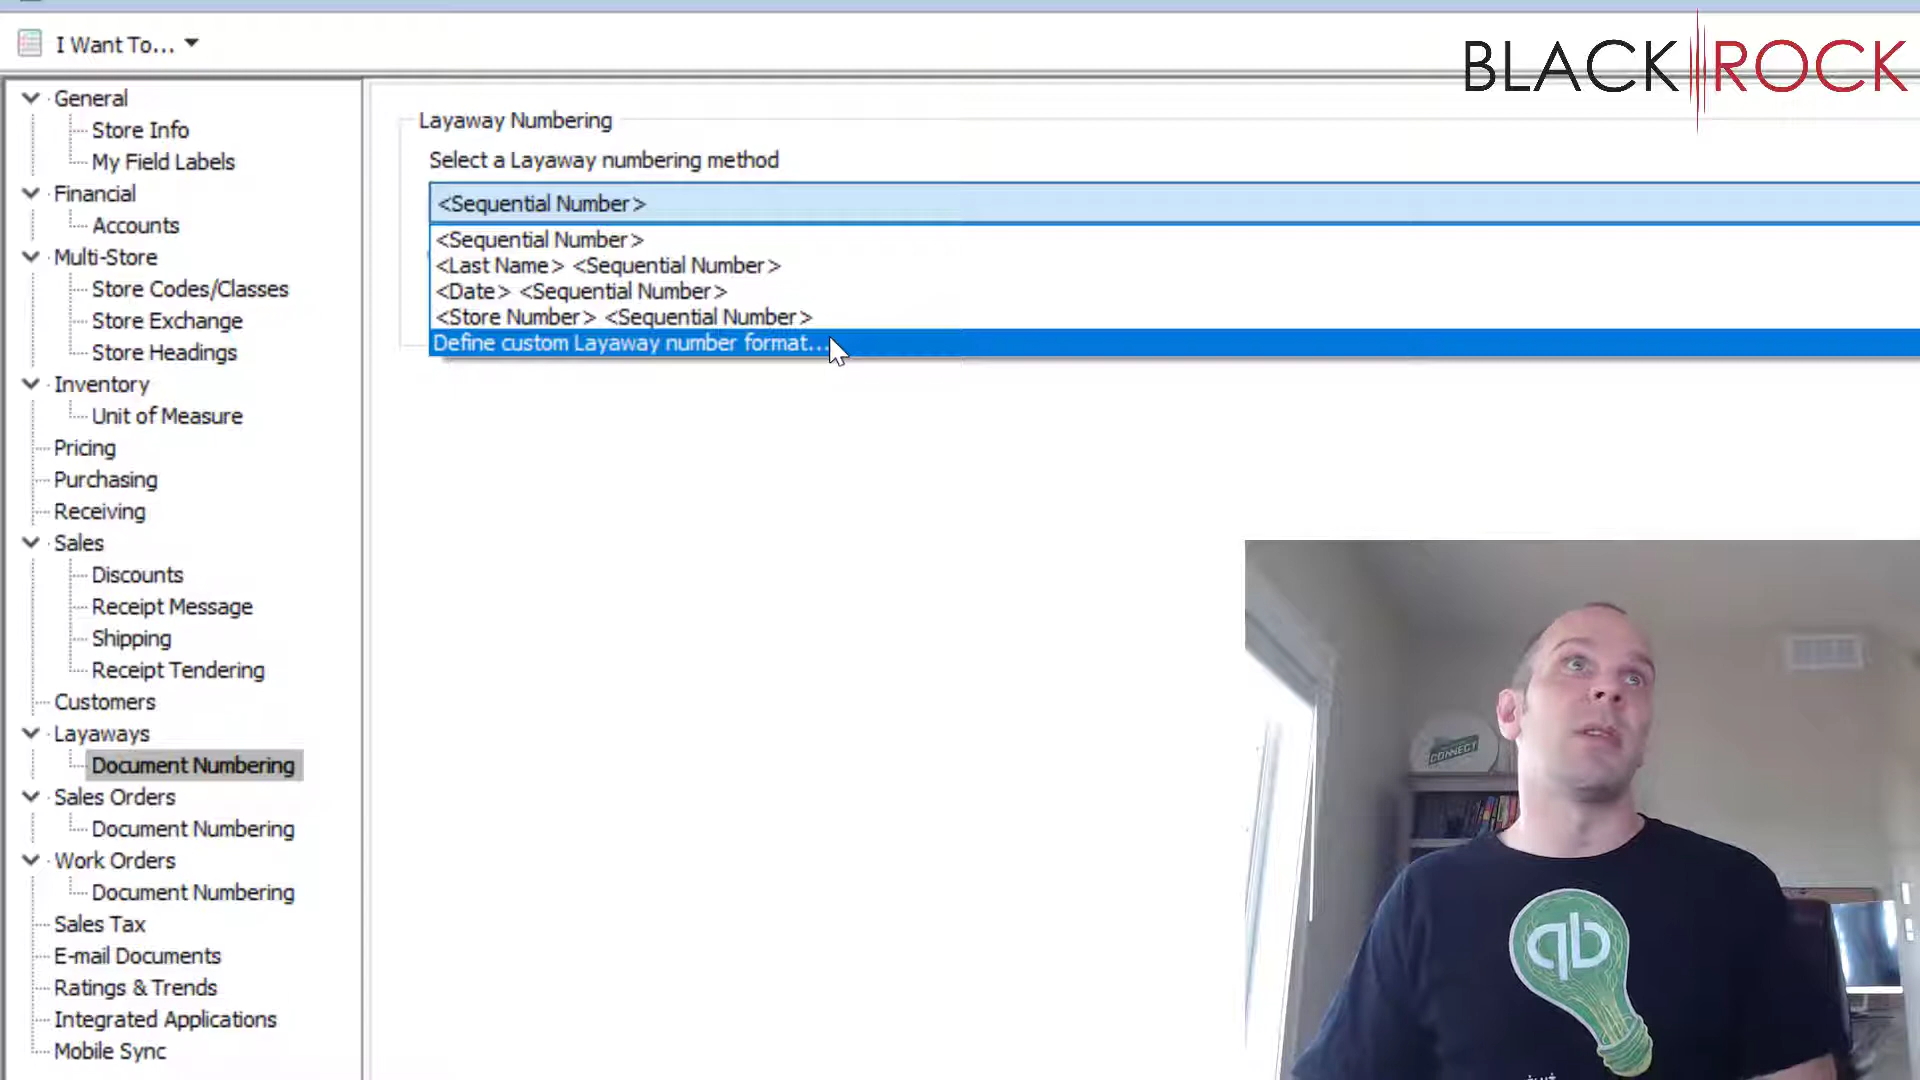 I Want To...
BLACK ROCK
General
Store Info
My Field Labels
Financial
Accounts
Multi-Store
Store Codes/Classes
Store Exchange
Store Headings
Inventory
Unit of Measure
Pricing
Purchasing
Receiving
Sales
Discounts
Receipt Message
Shipping
Receipt Tendering
Customers
Layaways
Document Numbering
Sales Orders
Document Numbering
Work Orders
Document Numbering
Sales Tax
E-mail Documents
Ratings & Trends
Integrated Applications
Mobile Sync
Layaway Numbering
Select a Layaway numbering method
<Sequential Number>
<Sequential Number>
<Last Name> <Sequential Number>
<Date> <Sequential Number>
<Store Number> <Sequential Number>
Define custom Layaway number format...
CONNECT
qb